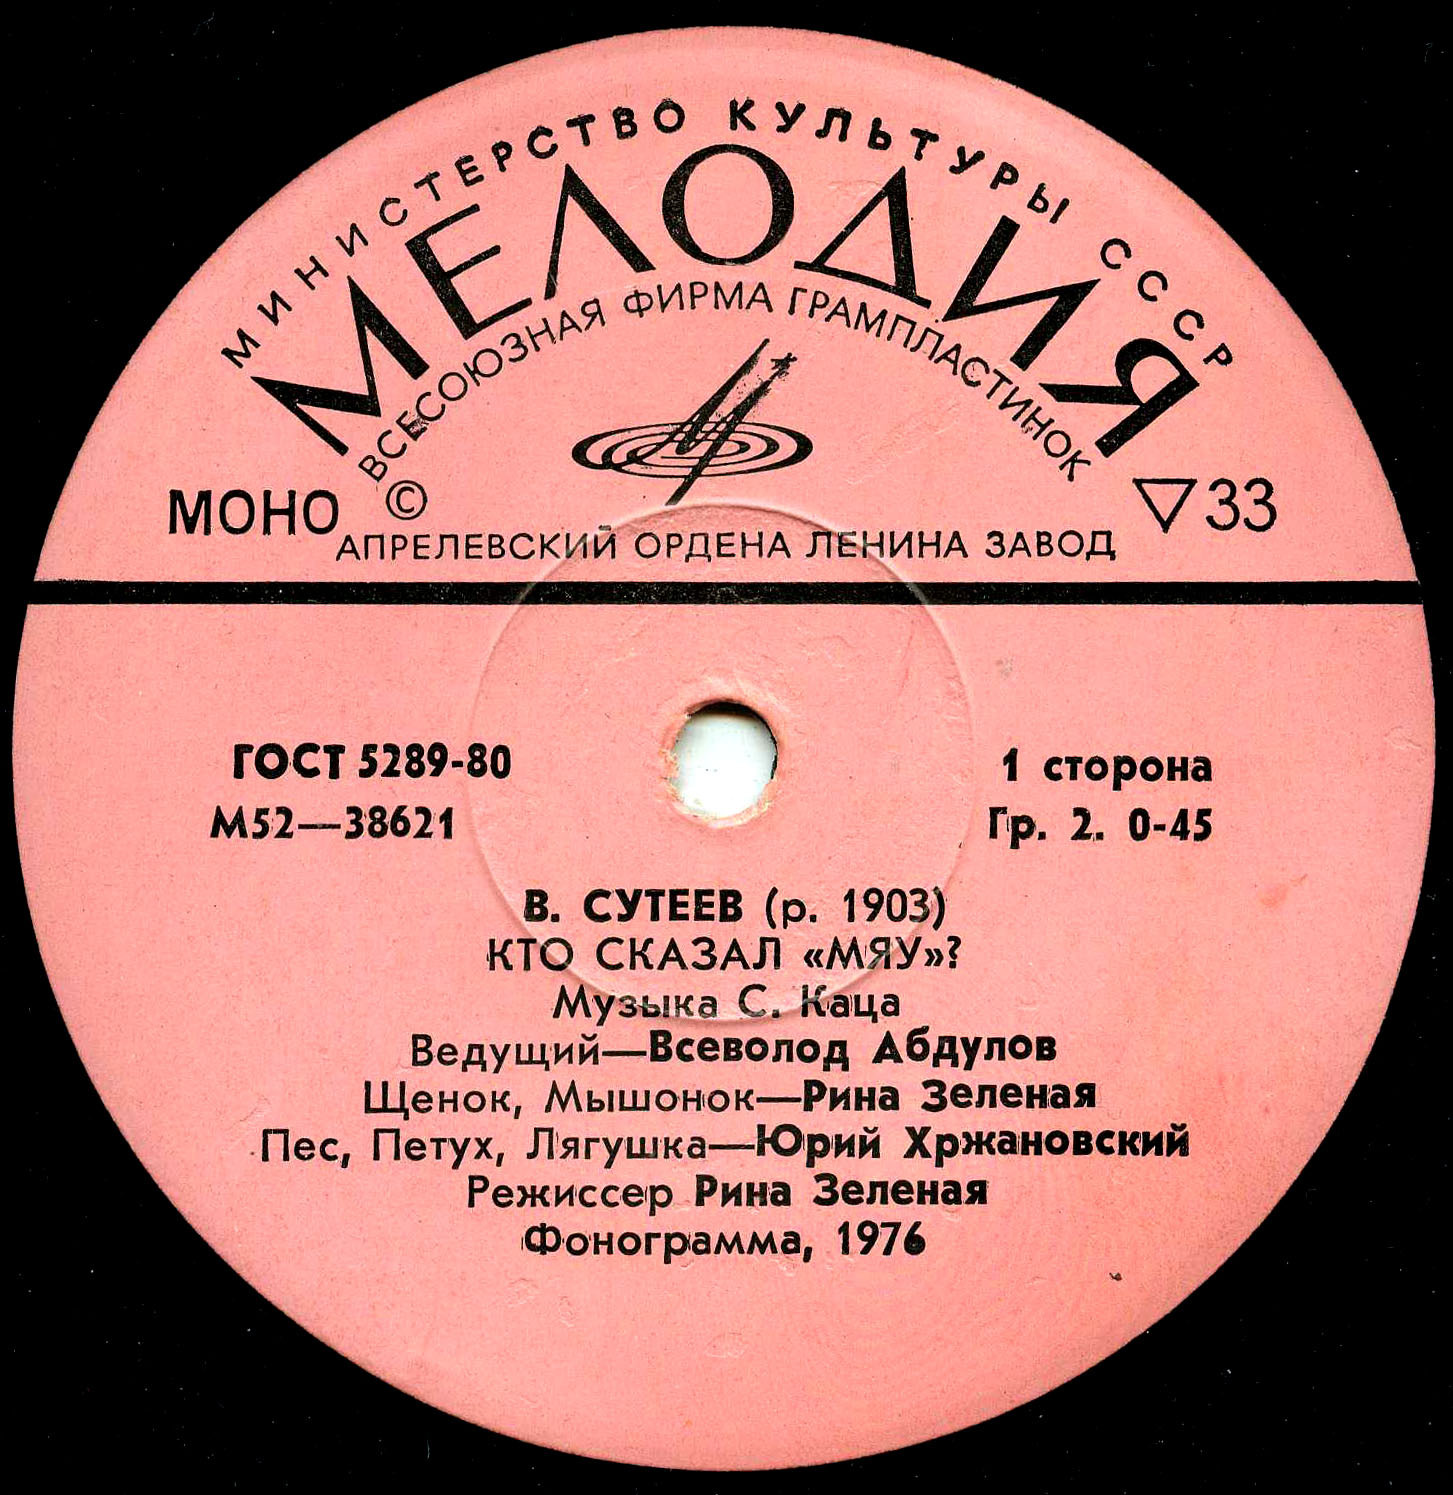 МИНИСТЕРСТВО КУЛЬТУРЫ СССР
МЕЛОДИЯ
ВСЕСОЮЗНАЯ ФИРМА ГРАМПЛАСТИНОК
МОНО © ▽33
АПРЕЛЕВСКИЙ ОРДЕНА ЛЕНИНА ЗАВОД
ГОСТ 5289-80 1 сторона
М52—38621 Гр. 2. 0-45
В. СУТЕЕВ (р. 1903)
КТО СКАЗАЛ «МЯУ»?
Музыка С. Каца
Ведущий—Всеволод Абдулов
Щенок, Мышонок—Рина Зеленая
Пес, Петух, Лягушка—Юрий Хржановский
Режиссер Рина Зеленая
Фонограмма, 1976